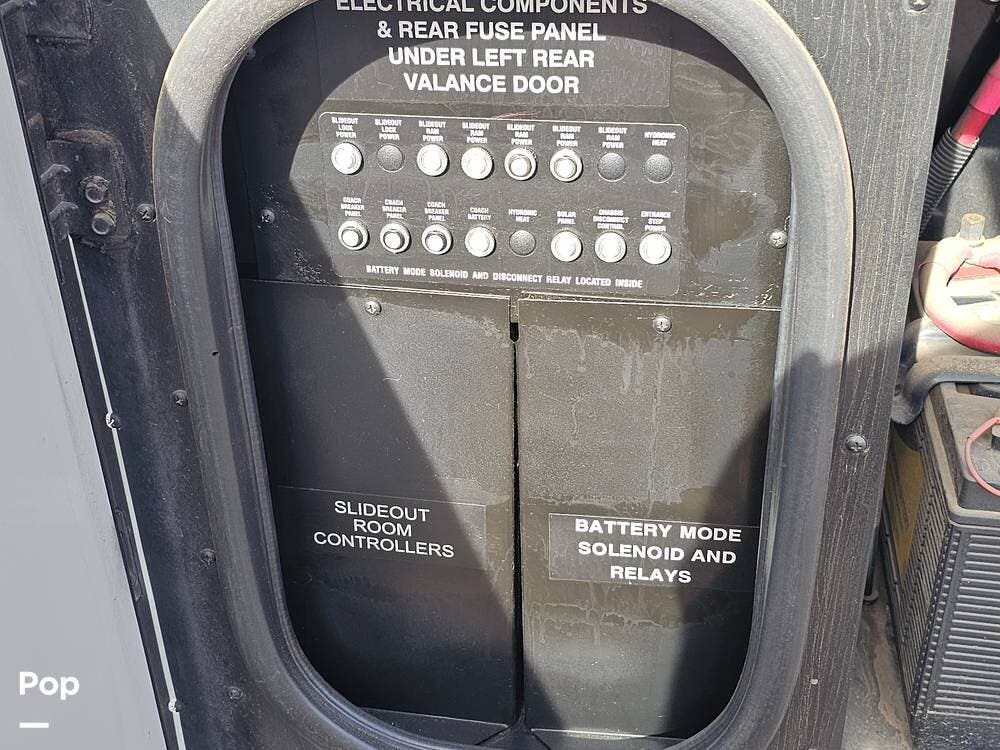 ELECTRICAL COMPONENTS
& REAR FUSE PANEL
UNDER LEFT REAR
VALANCE DOOR
SLIDEOUT LOCK POWER
SLIDEOUT LOCK POWER
SLIDEOUT RAM POWER
SLIDEOUT RAM POWER
SLIDEOUT RAM POWER
SLIDEOUT RAM POWER
SLIDEOUT RAM POWER
HYDRONIC HEAT
COACH BREAKER PANEL
COACH BREAKER PANEL
COACH BREAKER PANEL
COACH BATTERY
HYDRONIC HEAT
SOLAR PANEL
CHASSIS DISCONNECT CONTROL
ENTRANCE STEP POWER
BATTERY MODE SOLENOID AND DISCONNECT RELAY LOCATED INSIDE
SLIDEOUT
ROOM
CONTROLLERS
BATTERY MODE
SOLENOID AND
RELAYS
Pop